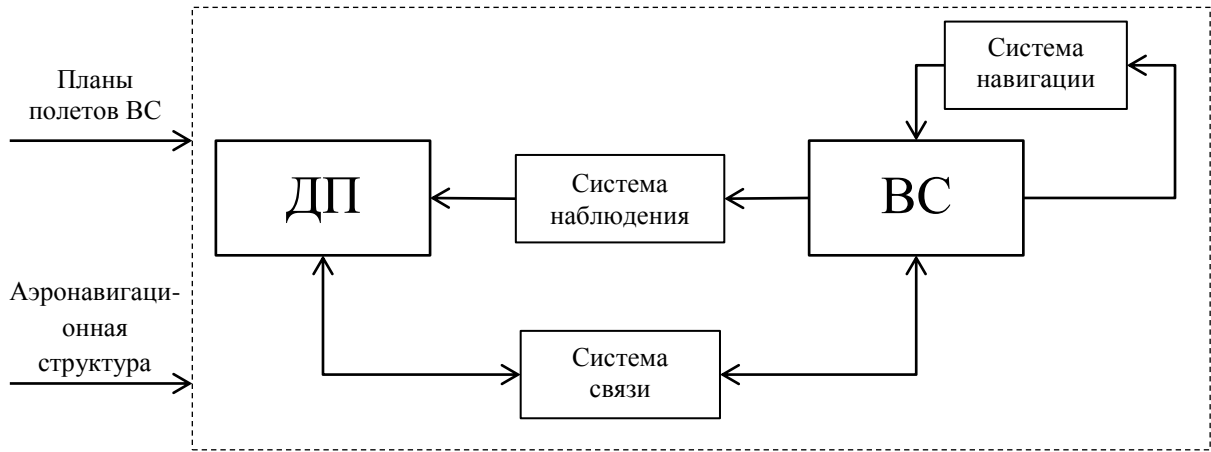 Система
навигации
Планы
полетов ВС
ДП
Система
наблюдения
ВС
Аэронавигаци-
онная
структура
Система
связи